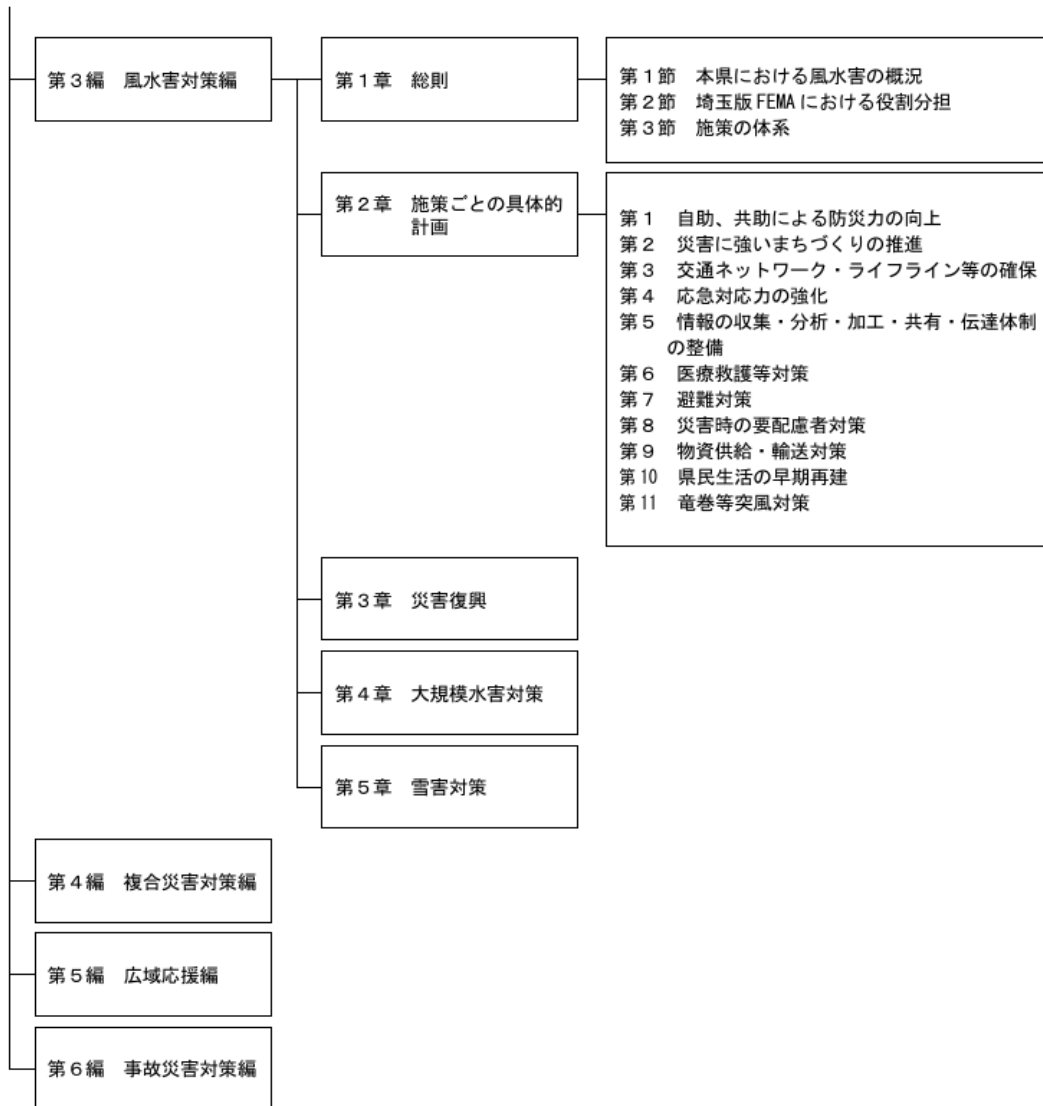 第３編　風水害対策編
第１章　総則
第１節　本県における風水害の概況
第２節　埼玉版 FEMA における役割分担
第３節　施策の体系
第２章　施策ごとの具体的
計画
第１　自助、共助による防災力の向上
第２　災害に強いまちづくりの推進
第３　交通ネットワーク・ライフライン等の確保
第４　応急対応力の強化
第５　情報の収集・分析・加工・共有・伝達体制
の整備
第６　医療救護等対策
第７　避難対策
第８　災害時の要配慮者対策
第９　物資供給・輸送対策
第 10　県民生活の早期再建
第 11　竜巻等突風対策
第３章　災害復興
第４章　大規模水害対策
第５章　雪害対策
第４編　複合災害対策編
第５編　広域応援編
第６編　事故災害対策編